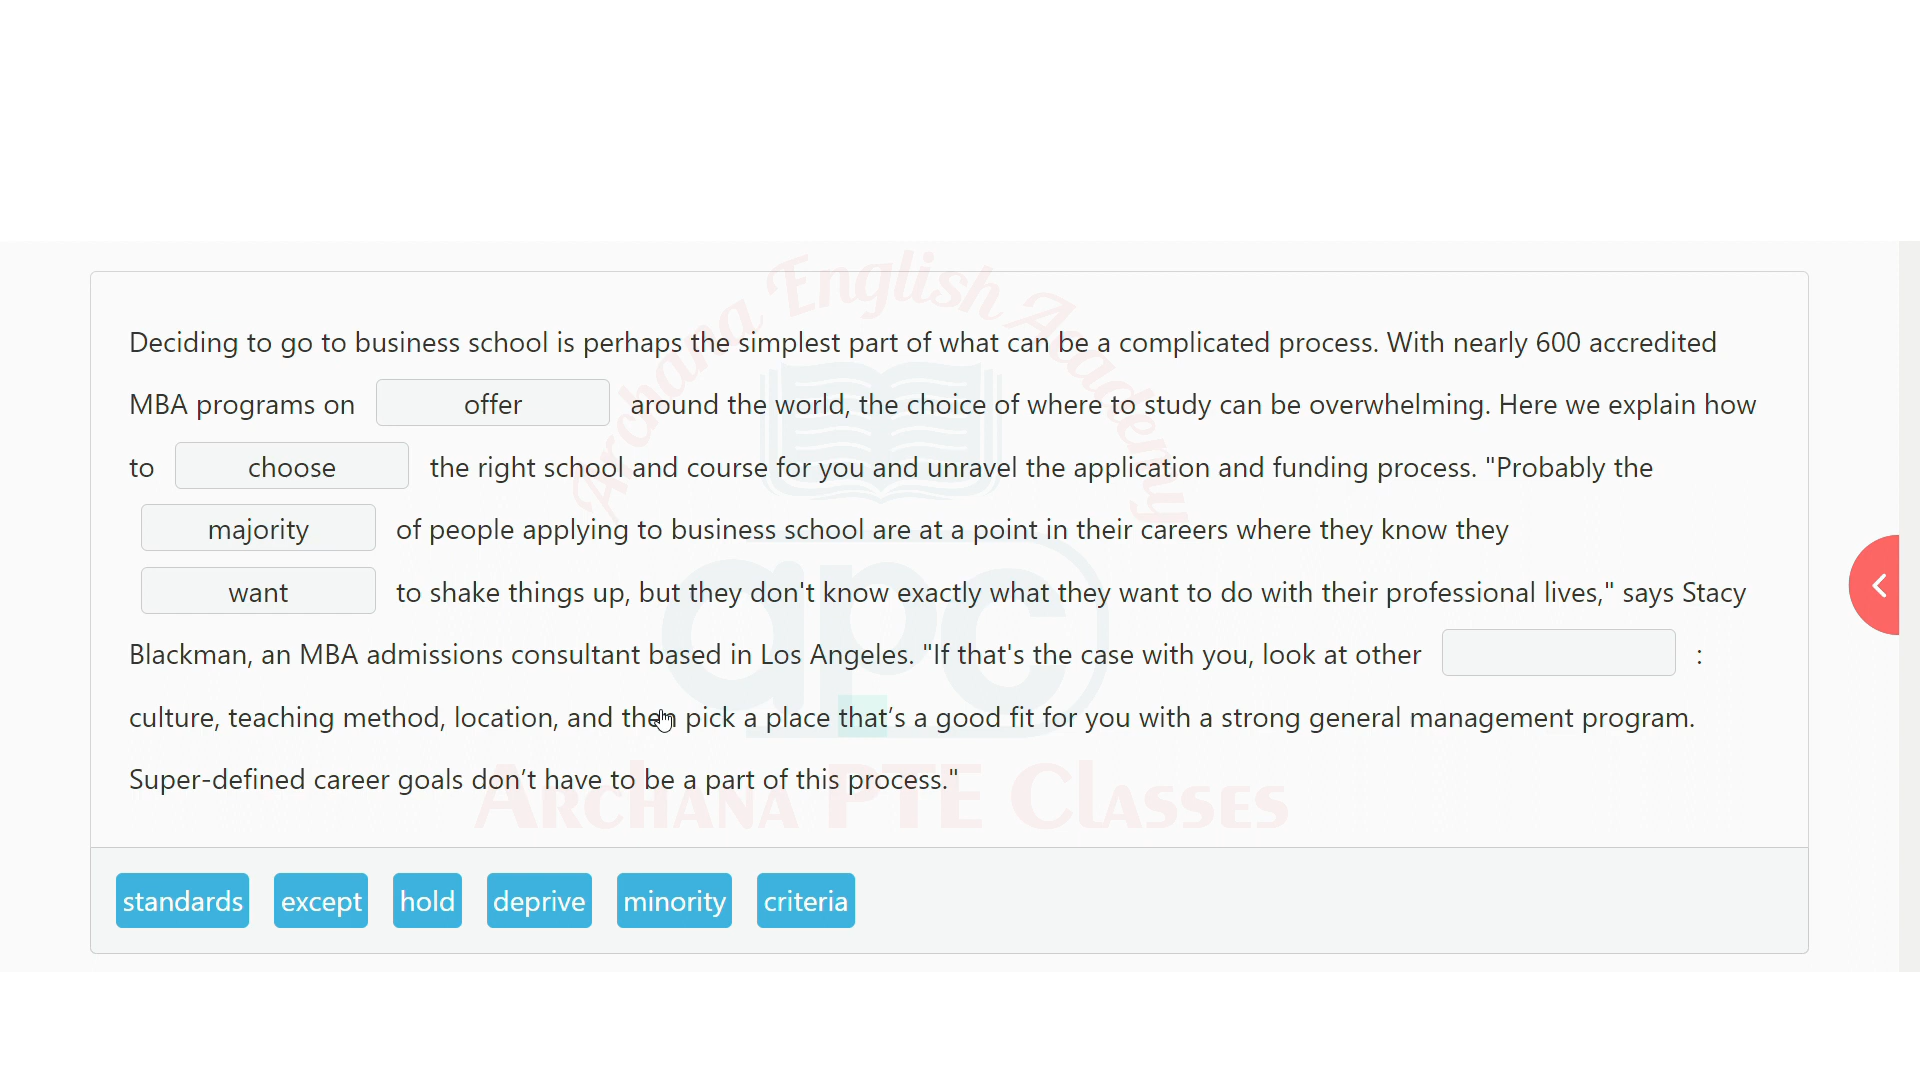 Archana English Academy
Deciding to go to business school is perhaps the simplest part of what can be a complicated process. With nearly 600 accredited
MBA programs on offer around the world, the choice of where to study can be overwhelming. Here we explain how
to choose the right school and course for you and unravel the application and funding process. "Probably the
majority of people applying to business school are at a point in their careers where they know they
want to shake things up, but they don't know exactly what they want to do with their professional lives," says Stacy
Blackman, an MBA admissions consultant based in Los Angeles. "If that's the case with you, look at other :
culture, teaching method, location, and then pick a place that’s a good fit for you with a strong general management program.
Super-defined career goals don’t have to be a part of this process."
apc
Archana PTE Classes
standards except hold deprive minority criteria